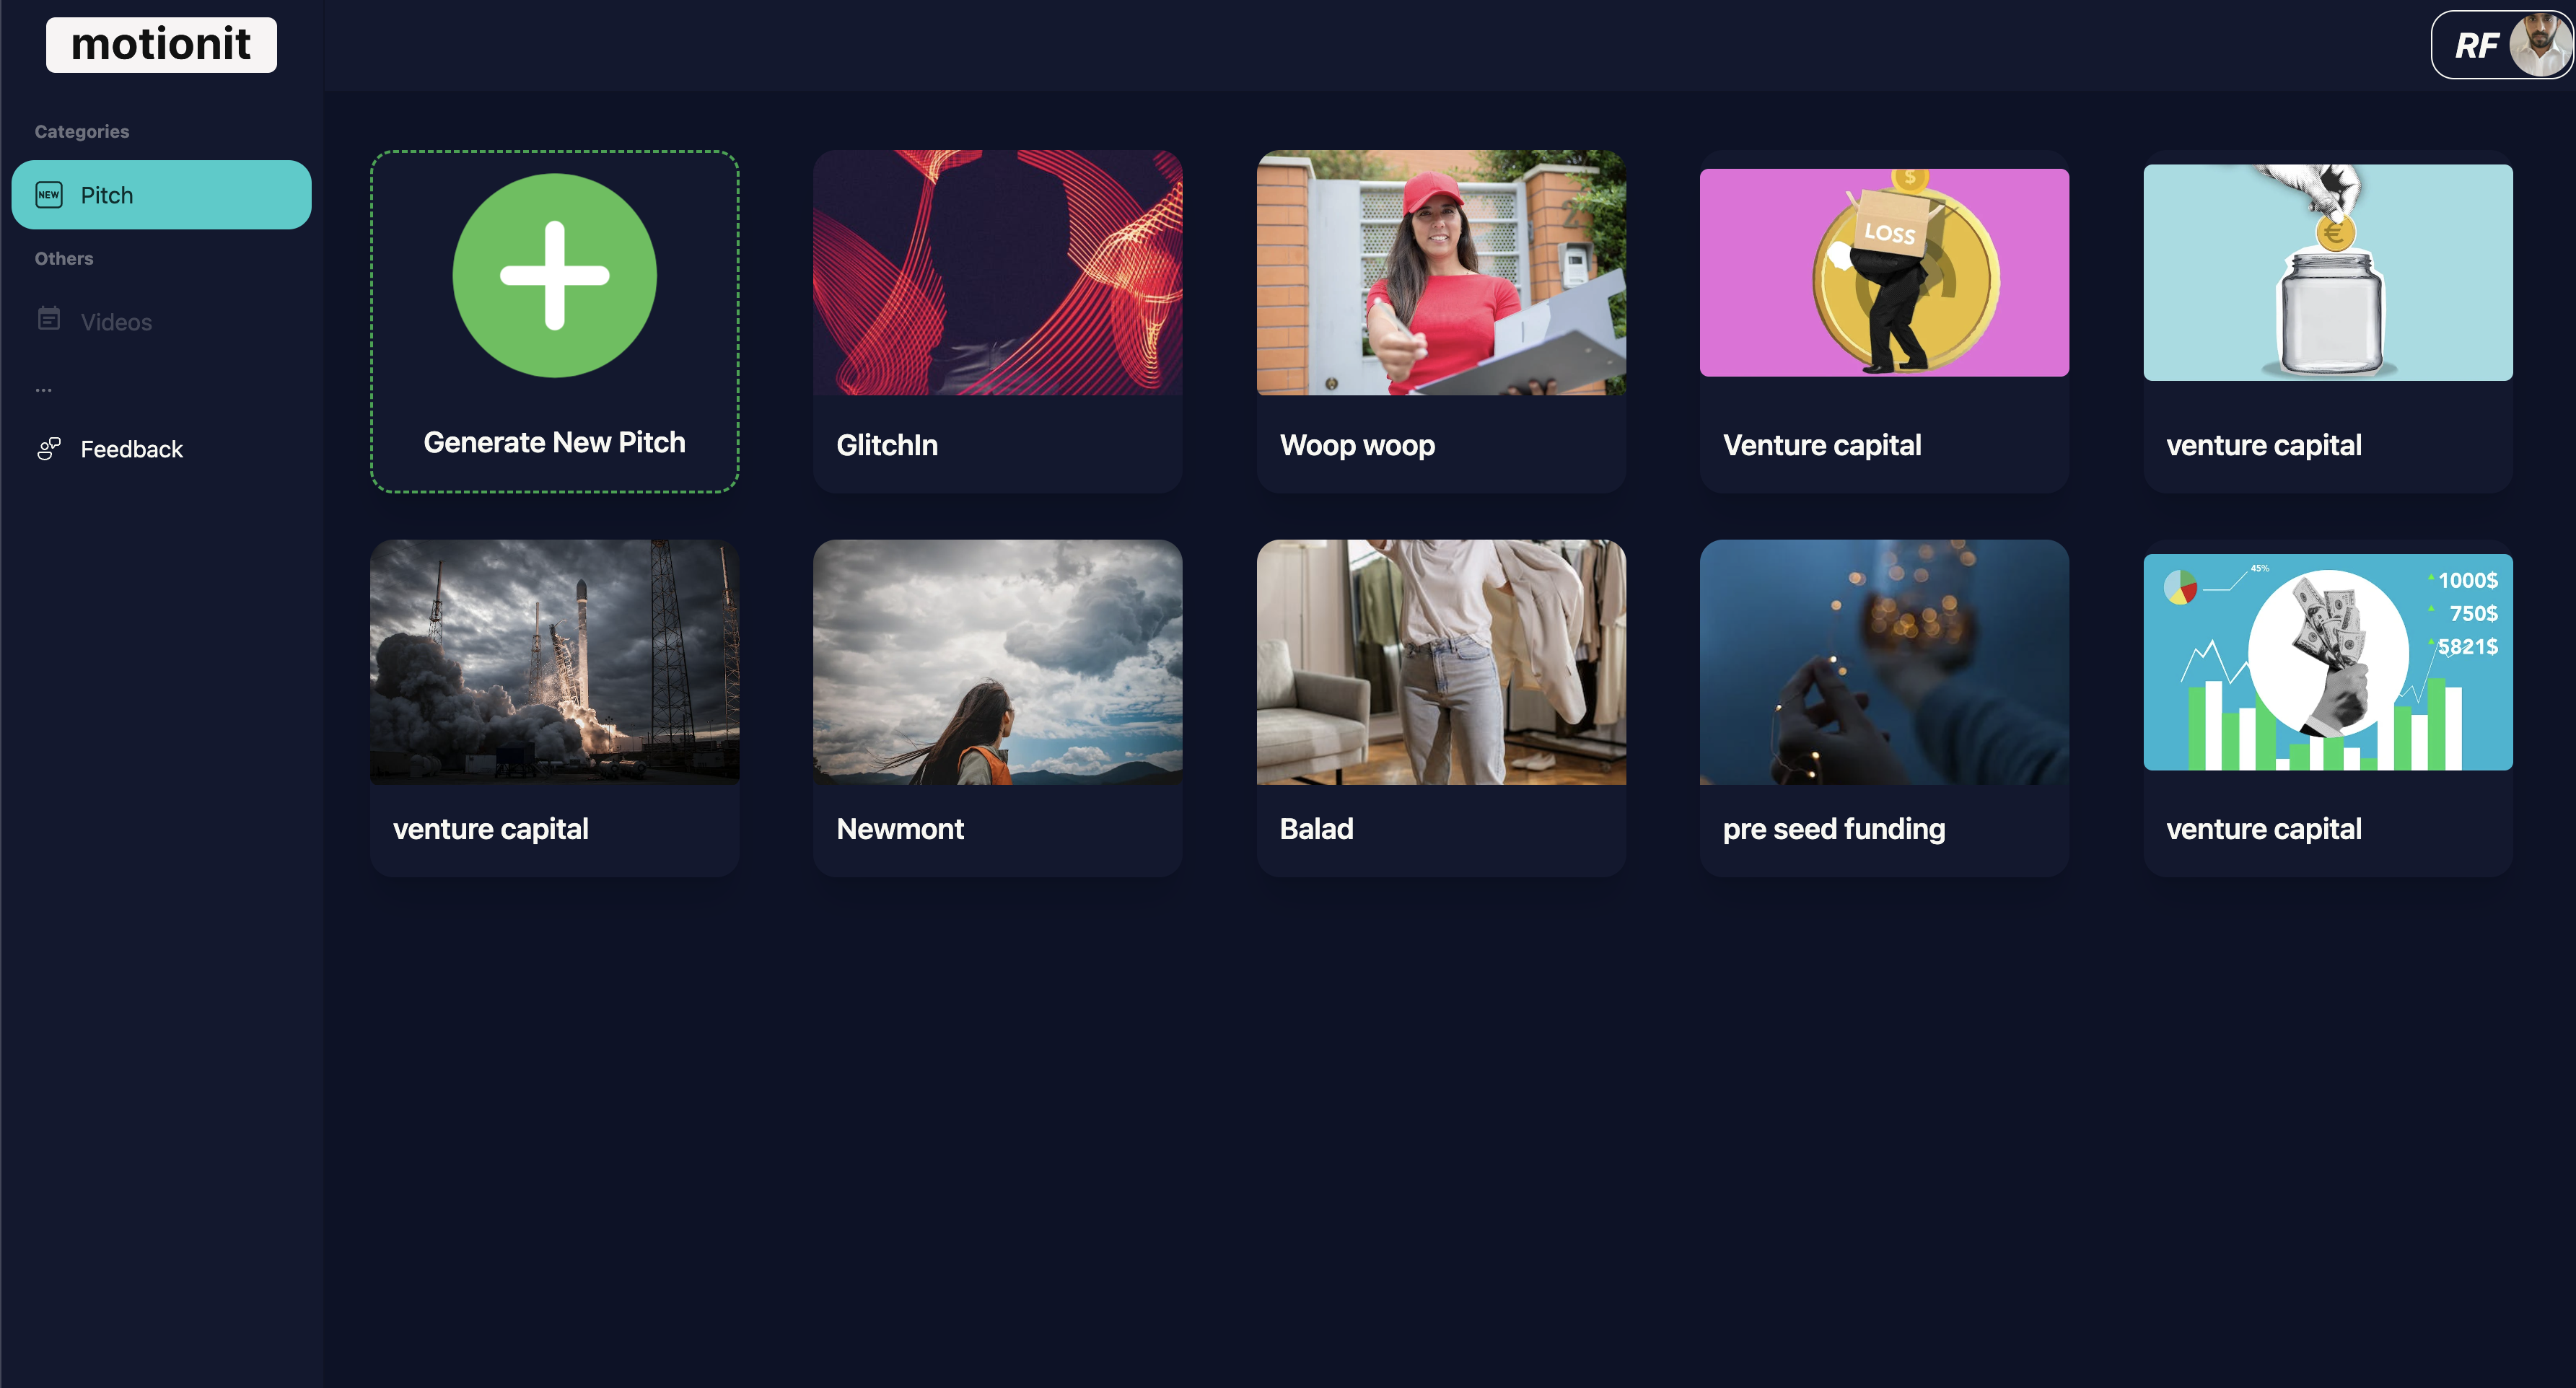 motionit
RF
Categories
NEW
Pitch
Others
Videos
...
Feedback
Generate New Pitch
GlitchIn
Woop woop
$
LOSS
Venture capital
€
venture capital
venture capital
Newmont
Balad
pre seed funding
45%
1000$
750$
5821$
venture capital